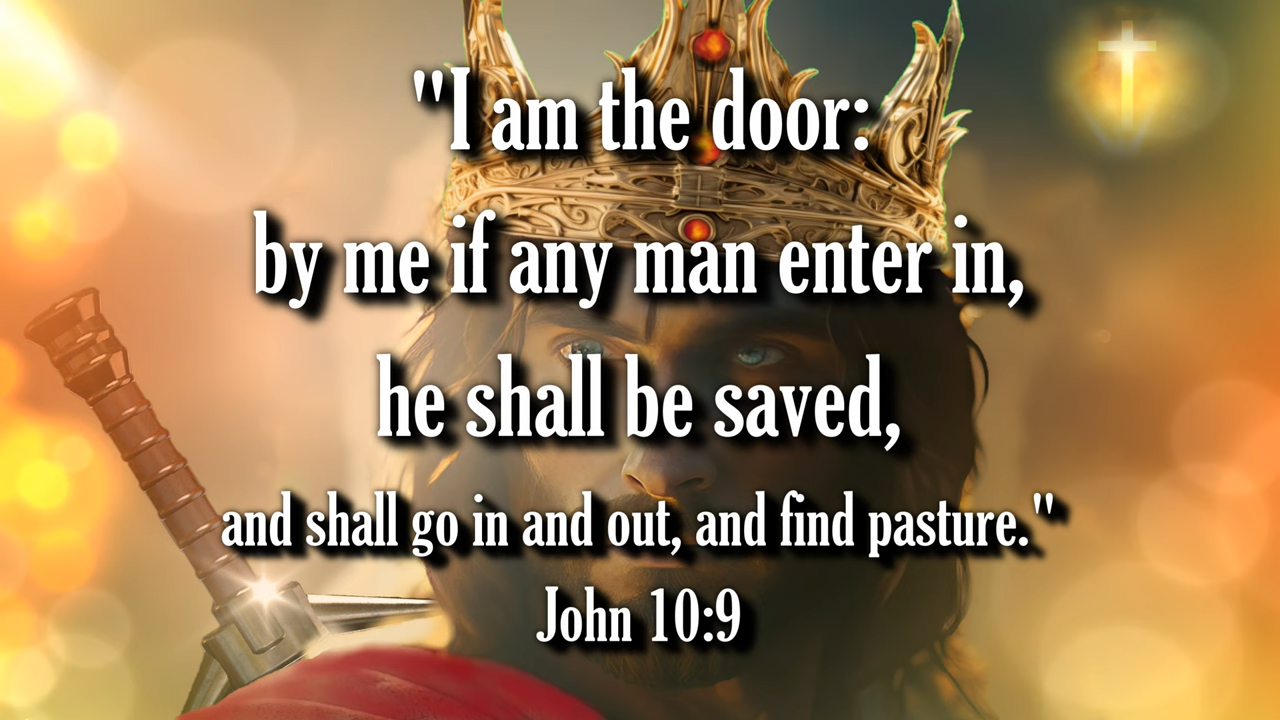 "I am the door:
by me if any man enter in,
he shall be saved,
and shall go in and out, and find pasture."
John 10:9